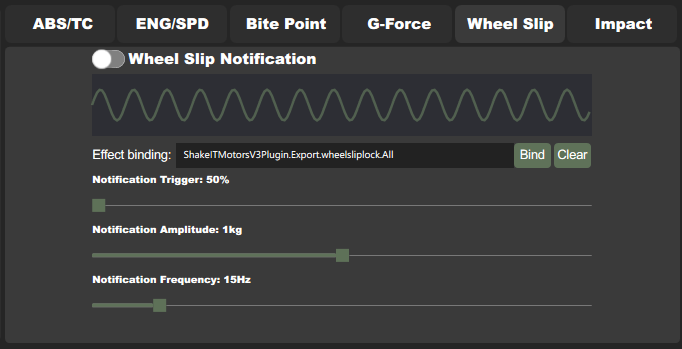 ABS/TC ENG/SPD Bite Point G-Force Wheel Slip Impact
Wheel Slip Notification
Effect binding: ShakeITMotorsV3Plugin.Export.wheelsliplock.All Bind Clear
Notification Trigger: 50%
Notification Amplitude: 1kg
Notification Frequency: 15Hz